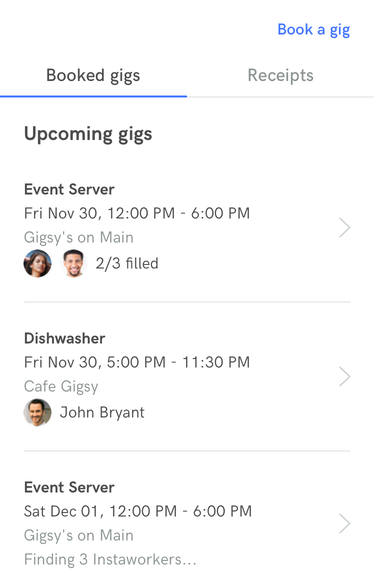 Book a gig
Booked gigs
Receipts
Upcoming gigs
Event Server
Fri Nov 30, 12:00 PM - 6:00 PM
Gigsy's on Main
2/3 filled
Dishwasher
Fri Nov 30, 5:00 PM - 11:30 PM
Cafe Gigsy
John Bryant
Event Server
Sat Dec 01, 12:00 PM - 6:00 PM
Gigsy's on Main
Finding 3 Instaworkers...